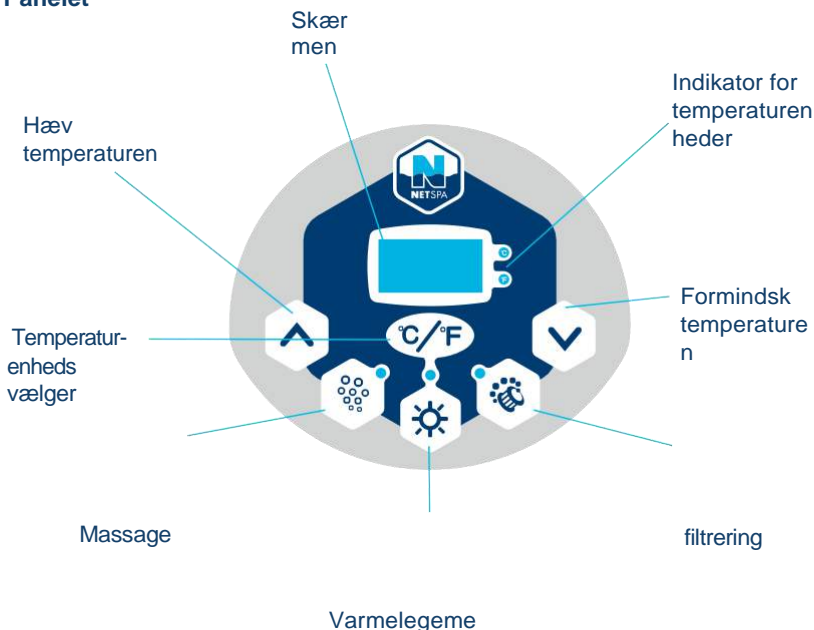 Panelet
Skær
men
Indikator for
temperaturen
heder
Hæv
temperaturen
N
NETSPA
C
F
Formindsk
temperature
n
Temperatur-
enheds
vælger
°C/°F
Massage
filtrering
Varmelegeme